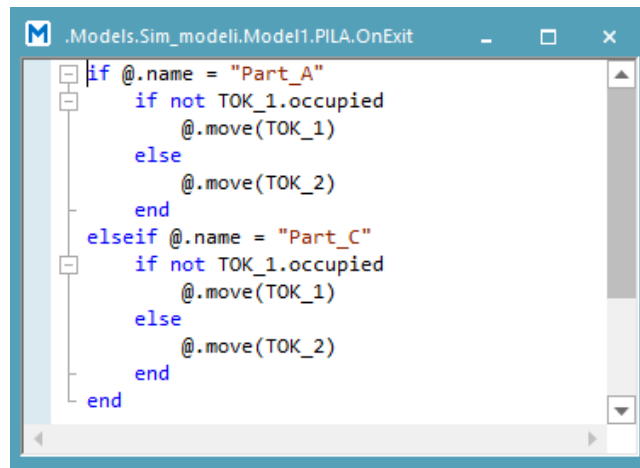 M .Models.Sim_modeli.Model1.PILA.OnExit
if @.name = "Part_A"
if not TOK_1.occupied
@.move(TOK_1)
else
@.move(TOK_2)
end
elseif @.name = "Part_C"
if not TOK_1.occupied
@.move(TOK_1)
else
@.move(TOK_2)
end
end